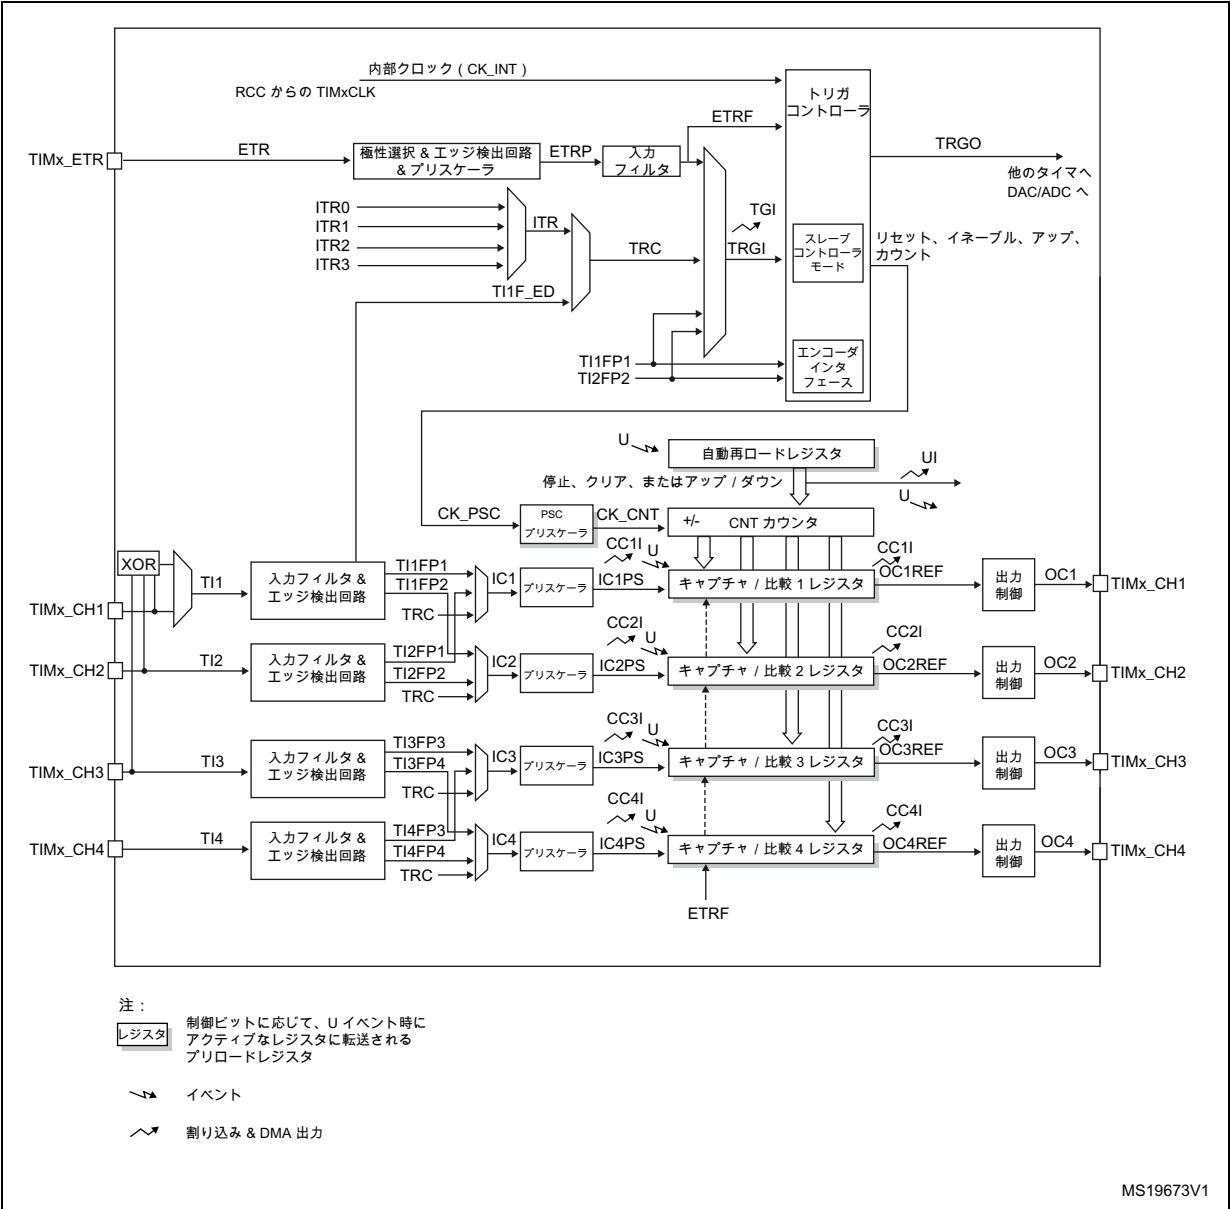 内部クロック ( CK_INT )
RCC からの TIMxCLK
トリガ
コントローラ
ETRF
TIMx_ETR
ETR
極性選択 & エッジ検出回路
& プリスケーラ
ETRP
入力
フィルタ
TRGO
他のタイマへ
DAC/ADC へ
ITR0
ITR1
ITR2
ITR3
ITR
TRC
TGI
TRGI
スレーブ
コントローラ
モード
リセット、イネーブル、アップ、
カウント
TI1F_ED
TI1FP1
TI2FP2
エンコーダ
インタ
フェース
U
自動再ロードレジスタ
UI
停止、クリア、またはアップ / ダウン
U
CK_PSC
PSC
プリスケーラ
CK_CNT
+/-
CNT カウンタ
XOR
TI1
TIMx_CH1
入力フィルタ &
エッジ検出回路
TI1FP1
TI1FP2
TRC
IC1
プリスケーラ
CC1I
U
IC1PS
キャプチャ / 比較 1 レジスタ
CC1I
OC1REF
出力
制御
OC1
TIMx_CH1
TIMx_CH2
TI2
入力フィルタ &
エッジ検出回路
TI2FP1
TI2FP2
TRC
IC2
プリスケーラ
CC2I
U
IC2PS
キャプチャ / 比較 2 レジスタ
CC2I
OC2REF
出力
制御
OC2
TIMx_CH2
TIMx_CH3
TI3
入力フィルタ &
エッジ検出回路
TI3FP3
TI3FP4
TRC
IC3
プリスケーラ
CC3I
U
IC3PS
キャプチャ / 比較 3 レジスタ
CC3I
OC3REF
出力
制御
OC3
TIMx_CH3
TIMx_CH4
TI4
入力フィルタ &
エッジ検出回路
TI4FP3
TI4FP4
TRC
IC4
プリスケーラ
CC4I
U
IC4PS
キャプチャ / 比較 4 レジスタ
CC4I
OC4REF
出力
制御
OC4
TIMx_CH4
ETRF
注 :
レジスタ
制御ビットに応じて、U イベント時に
アクティブなレジスタに転送される
プリロードレジスタ
イベント
割り込み & DMA 出力
MS19673V1